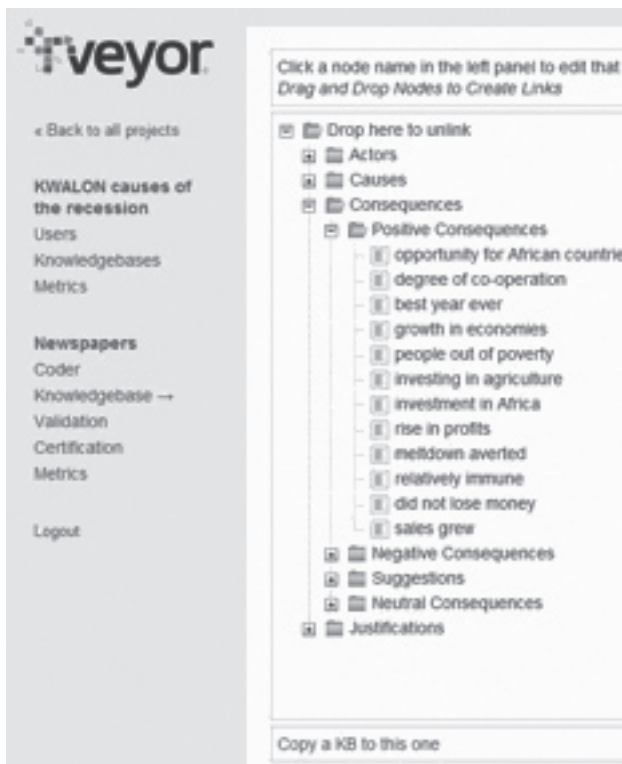 veyor
« Back to all projects
KWALON causes of
the recession
Users
Knowledgebases
Metrics
Newspapers
Coder
Knowledgebase →
Validation
Certification
Metrics
Logout
Click a node name in the left panel to edit that
Drag and Drop Nodes to Create Links
Drop here to unlink
Actors
Causes
Consequences
Positive Consequences
opportunity for African countrie
degree of co-operation
best year ever
growth in economies
people out of poverty
investing in agriculture
investment in Africa
rise in profits
meltdown averted
relatively immune
did not lose money
sales grew
Negative Consequences
Suggestions
Neutral Consequences
Justifications
Copy a KB to this one